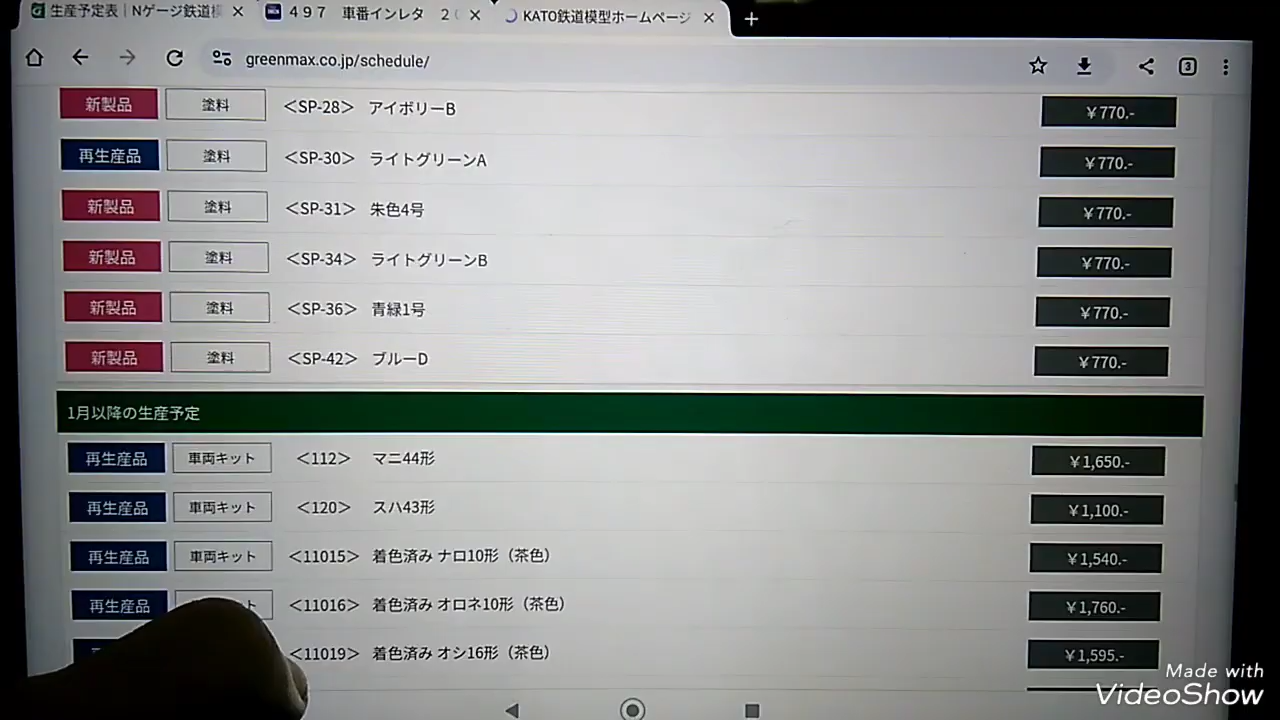 生産予定表｜Nゲージ鉄道模 × 497 車番インレタ 2( × KATO鉄道模型ホームページ × +
greenmax.co.jp/schedule/ 3
新製品 塗料 <SP-28> アイボリーB ￥770.-
再生産品 塗料 <SP-30> ライトグリーンA ￥770.-
新製品 塗料 <SP-31> 朱色4号 ￥770.-
新製品 塗料 <SP-34> ライトグリーンB ￥770.-
新製品 塗料 <SP-36> 青緑1号 ￥770.-
新製品 塗料 <SP-42> ブルーD ￥770.-
1月以降の生産予定
再生産品 車両キット <112> マニ44形 ￥1,650.-
再生産品 車両キット <120> スハ43形 ￥1,100.-
再生産品 車両キット <11015> 着色済み ナロ10形（茶色） ￥1,540.-
再生産品 <11016> 着色済み オロネ10形（茶色） ￥1,760.-
<11019> 着色済み オシ16形（茶色） ￥1,595.-
Made with
VideoShow